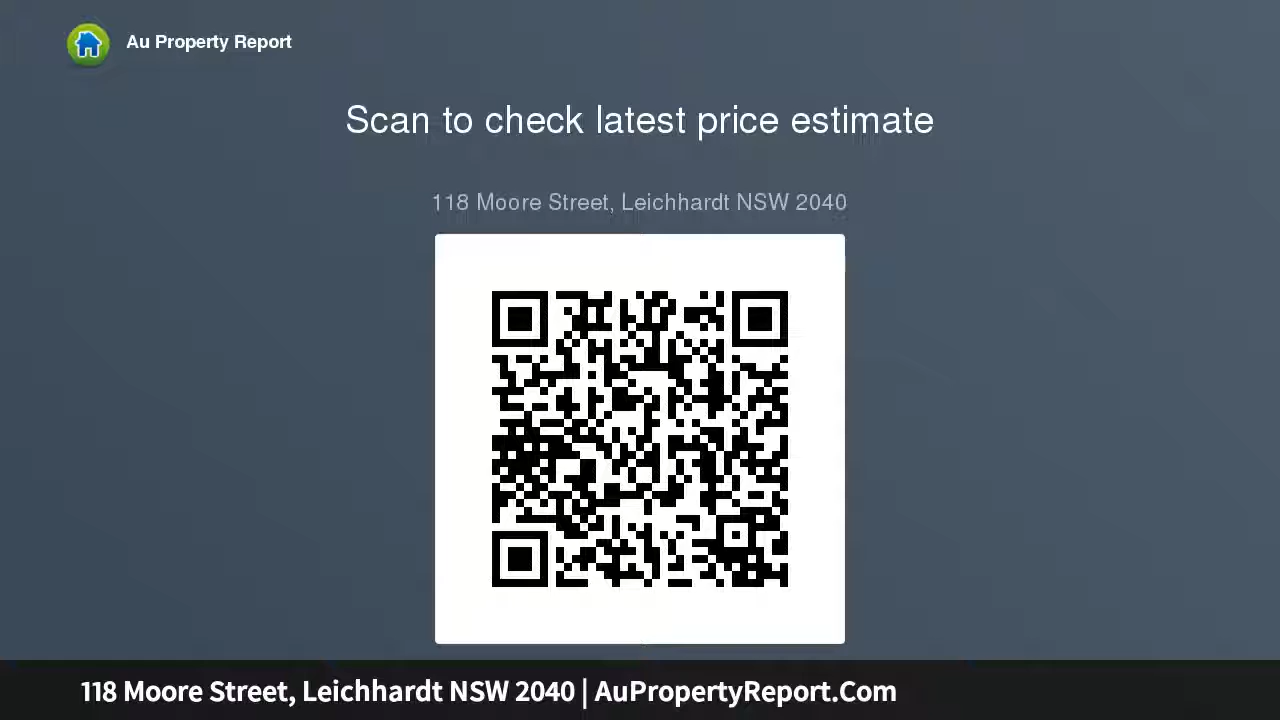 Au Property Report
Scan to check latest price estimate
118 Moore Street, Leichhardt NSW 2040
118 Moore Street, Leichhardt NSW 2040 | AuPropertyReport.Com